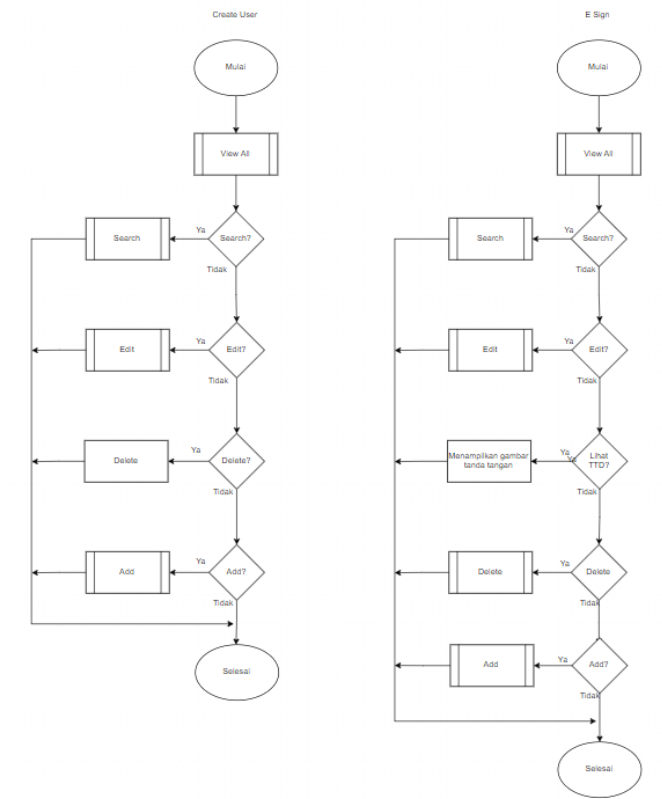 Create User
Mulai
View All
Search
Ya
Search?
Tidak
Edit
Ya
Edit?
Tidak
Delete
Ya
Delete?
Tidak
Add
Ya
Add?
Tidak
Selesai
E Sign
Mulai
View All
Search
Ya
Search?
Tidak
Edit
Ya
Edit?
Tidak
Menampilkan gambar
tanda tangan
Ya
Ya
Lihat
TTD?
Tidak
Delete
Ya
Delete
Tidak
Add
Ya
Add?
Tidak
Selesai